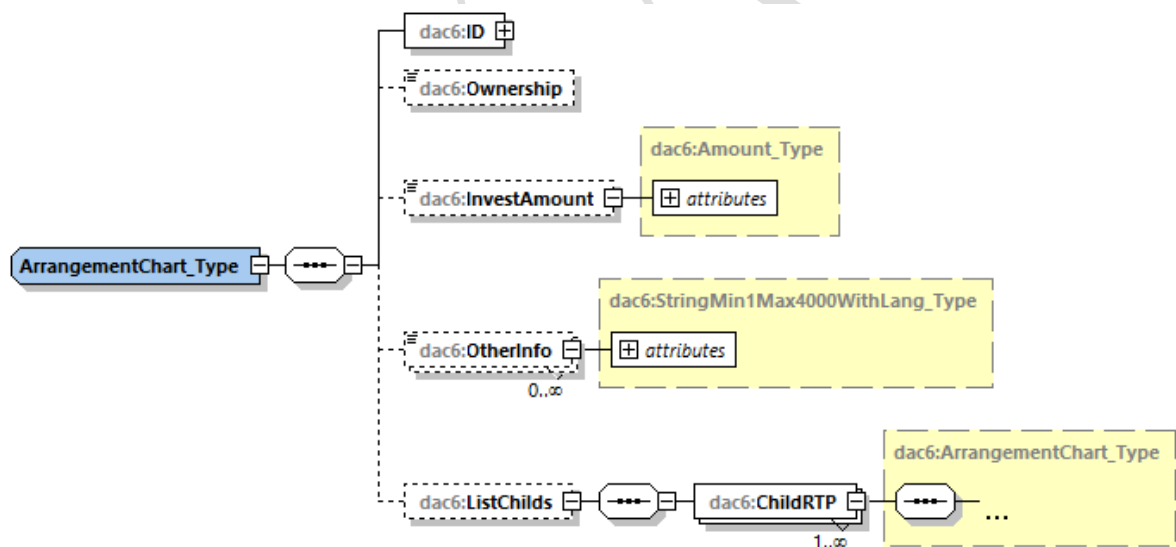 dac6:ID
dac6:Ownership
dac6:Amount_Type
dac6:InvestAmount
attributes
ArrangementChart_Type
dac6:StringMin1Max4000WithLang_Type
dac6:OtherInfo
attributes
0..∞
dac6:ArrangementChart_Type
dac6:ListChilds
dac6:ChildRTP
...
1..∞